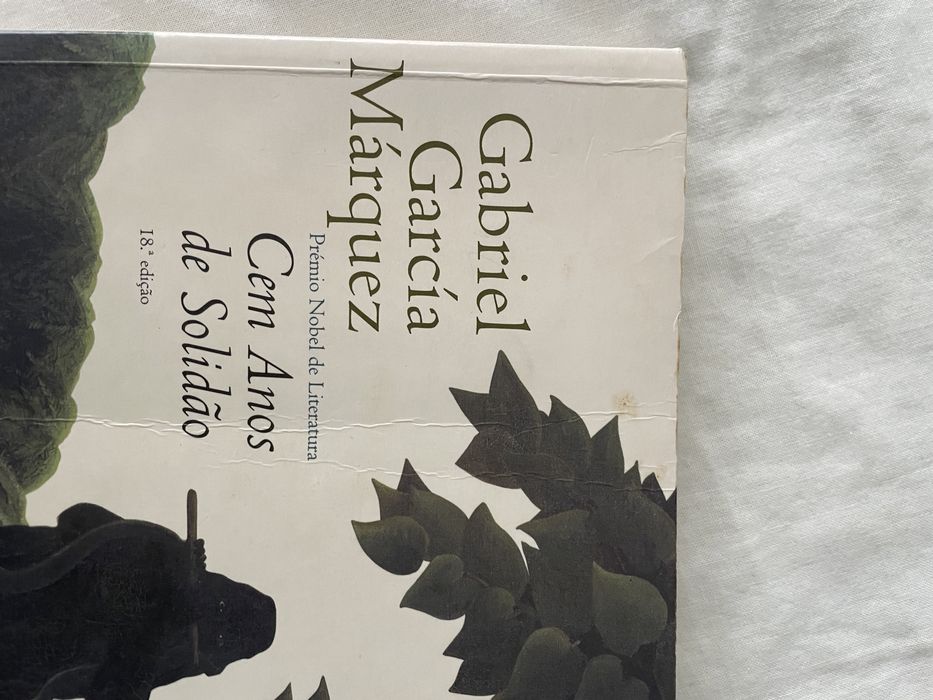 Gabriel
García
Márquez
Prémio Nobel de Literatura
Cem Anos
de Solidão
18.ª edição